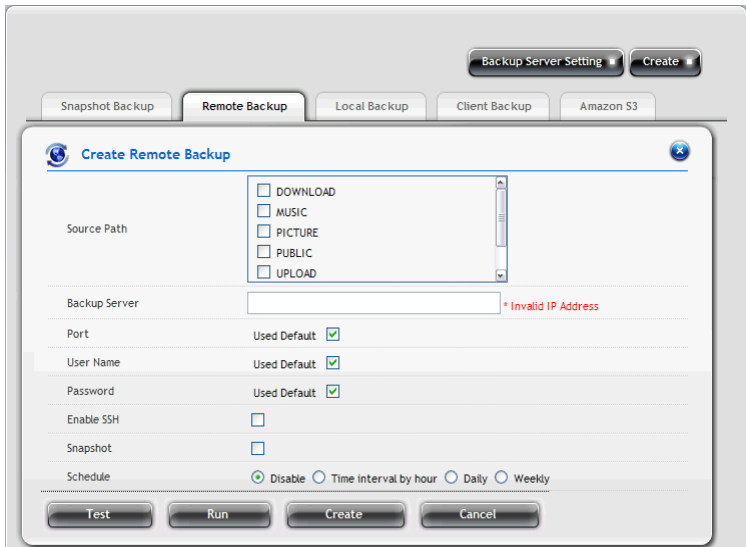 Backup Server Setting
Create
Snapshot Backup
Remote Backup
Local Backup
Client Backup
Amazon S3
Create Remote Backup
Source Path
DOWNLOAD
MUSIC
PICTURE
PUBLIC
UPLOAD
Backup Server
* Invalid IP Address
Port
Used Default
User Name
Used Default
Password
Used Default
Enable SSH
Snapshot
Schedule
Disable
Time interval by hour
Daily
Weekly
Test
Run
Create
Cancel